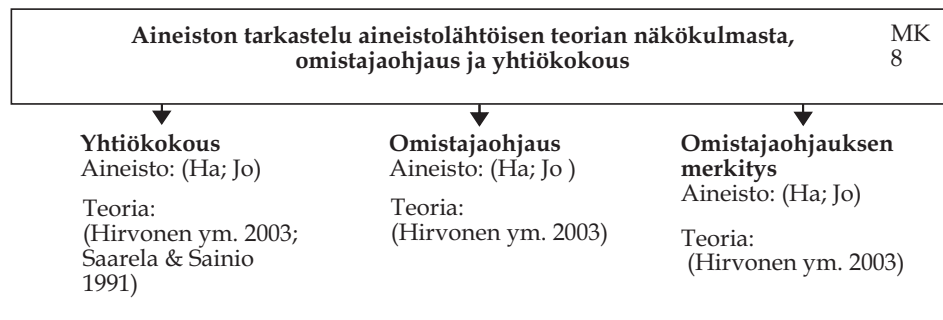 Aineiston tarkastelu aineistolähtöisen teorian näkökulmasta,
omistajaohjaus ja yhtiökokous
MK
8
Yhtiökokous
Aineisto: (Ha; Jo)
Teoria:
(Hirvonen ym. 2003;
Saarela & Sainio
1991)
Omistajaohjaus
Aineisto: (Ha; Jo )
Teoria:
(Hirvonen ym. 2003)
Omistajaohjauksen
merkitys
Aineisto: (Ha; Jo)
Teoria:
(Hirvonen ym. 2003)